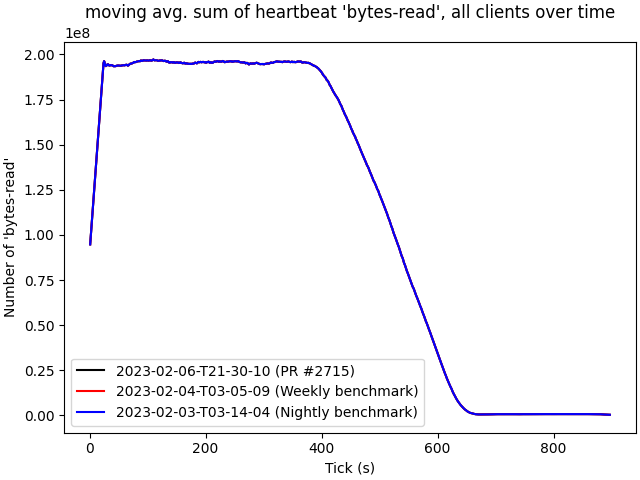 moving avg. sum of heartbeat 'bytes-read', all clients over time
1e8
2.00
1.75
1.50
1.25
1.00
0.75
0.50
0.25
0.00
Number of 'bytes-read'
2023-02-06-T21-30-10 (PR #2715)
2023-02-04-T03-05-09 (Weekly benchmark)
2023-02-03-T03-14-04 (Nightly benchmark)
0 200 400 600 800
Tick (s)